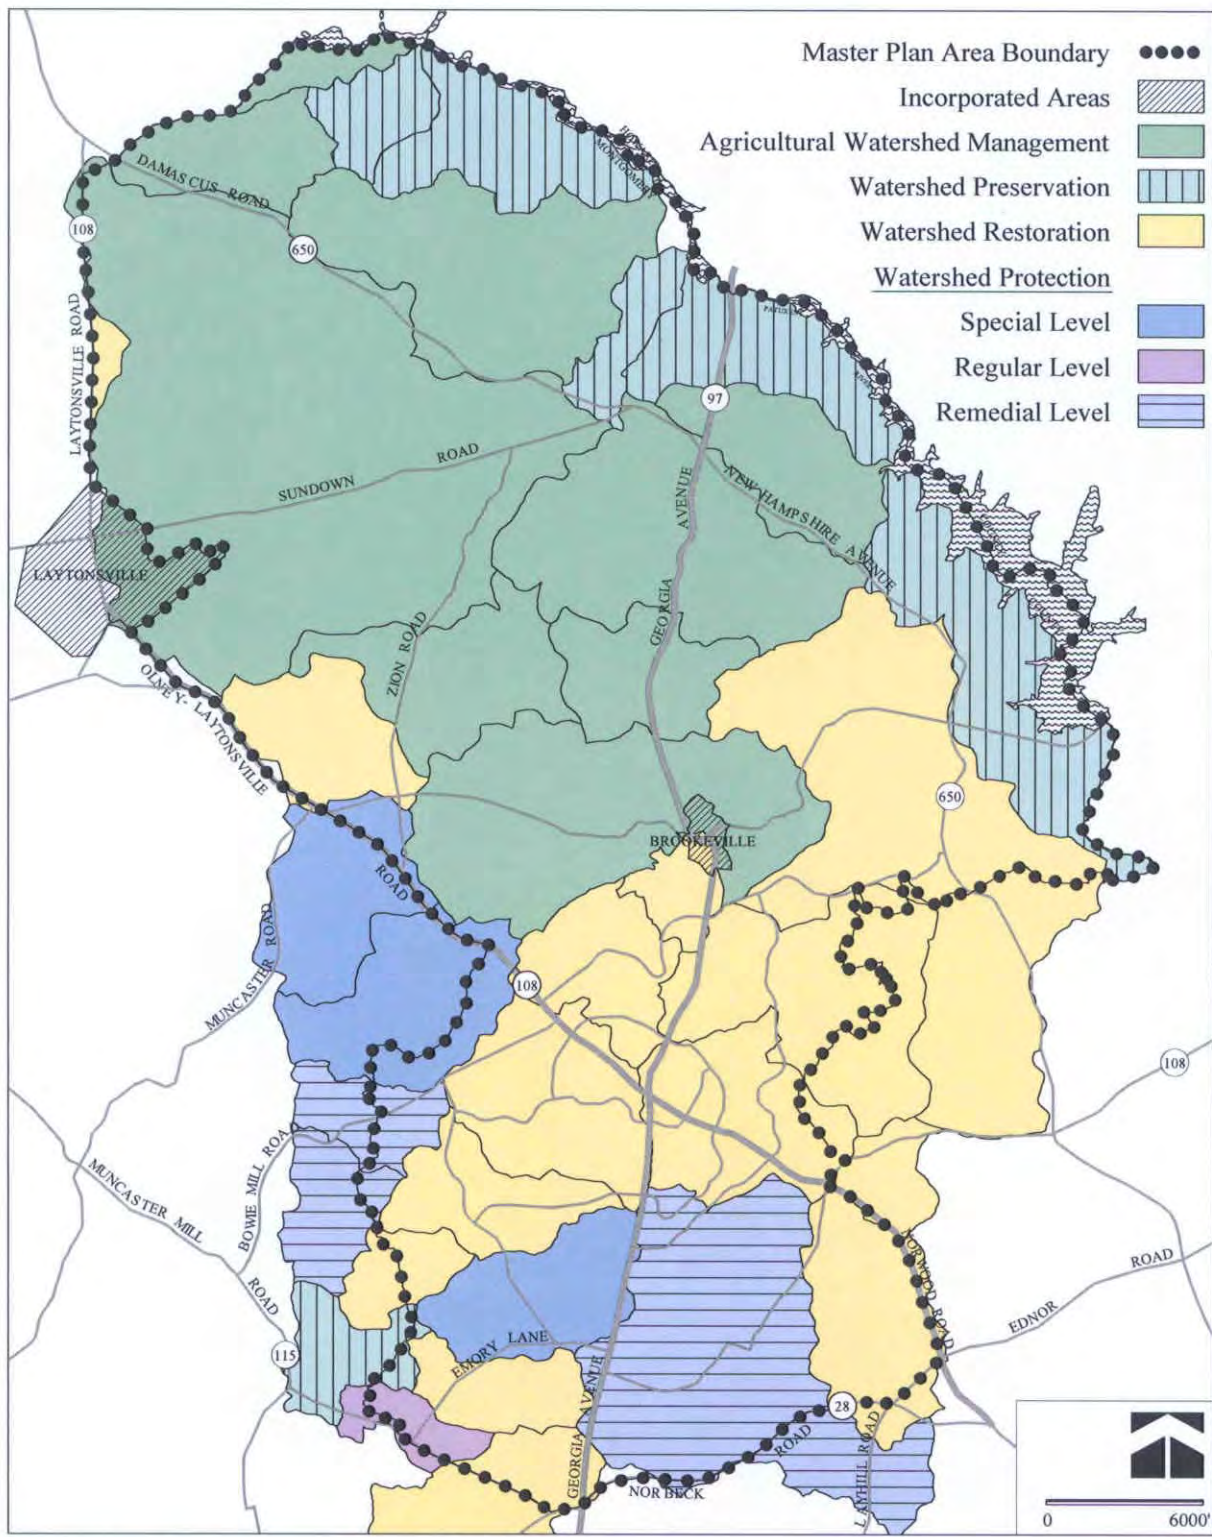 Master Plan Area Boundary
Incorporated Areas
Agricultural Watershed Management
Watershed Preservation
Watershed Restoration
Watershed Protection
Special Level
Regular Level
Remedial Level
MONTGOMERY
DAMASCUS ROAD
108
650
LAYTONSVILLE ROAD
PATUXENT
RIVER
97
SUNDOWN ROAD
NEW HAMPSHIRE AVENUE
GEORGIA AVENUE
LAYTONSVILLE
ZION ROAD
OLNEY-LAYTONSVILLE ROAD
650
BROOKEVILLE
MUNCASTER ROAD
108
108
BOWIE MILL ROAD
MUNCASTER MILL ROAD
NORWOOD ROAD
EDNOR ROAD
EMORY LANE
115
GEORGIA AVENUE
28
NORBECK ROAD
LAYHILL ROAD
0 6000'